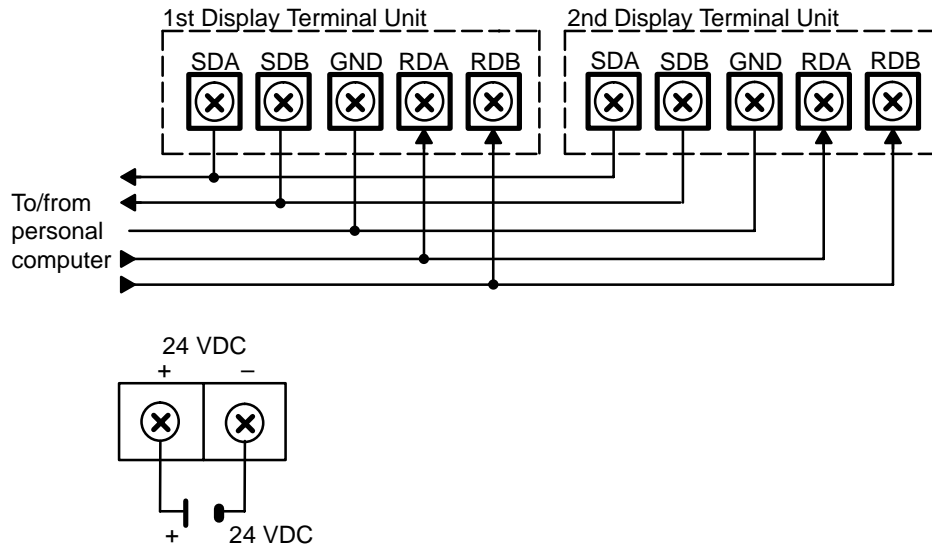 1st Display Terminal Unit
2nd Display Terminal Unit
SDA SDB GND RDA RDB
SDA SDB GND RDA RDB
To/from
personal
computer
24 VDC
+ –
+ 24 VDC